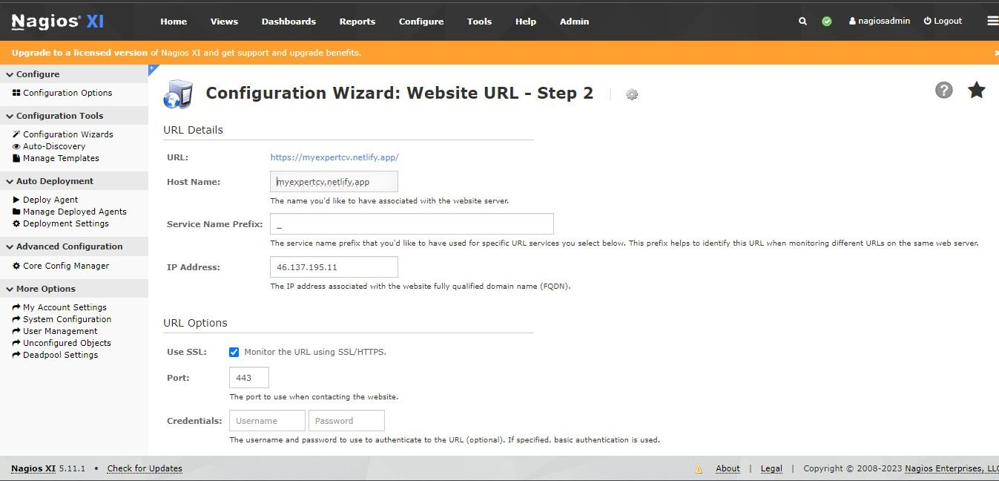 Nagios® XI Home Views Dashboards Reports Configure Tools Help Admin nagiosadmin Logout
Upgrade to a licensed version of Nagios XI and get support and upgrade benefits.
Configure
Configuration Options
Configuration Tools
Configuration Wizards
Auto-Discovery
Manage Templates
Auto Deployment
Deploy Agent
Manage Deployed Agents
Deployment Settings
Advanced Configuration
Core Config Manager
More Options
My Account Settings
System Configuration
User Management
Unconfigured Objects
Deadpool Settings
Configuration Wizard: Website URL - Step 2
URL Details
URL: https://myexpertcv.netlify.app/
Host Name: myexpertcv.netlify.app
The name you'd like to have associated with the website server.
Service Name Prefix: _
The service name prefix that you'd like to have used for specific URL services you select below. This prefix helps to identify this URL when monitoring different URLs on the same web server.
IP Address: 46.137.195.11
The IP address associated with the website fully qualified domain name (FQDN).
URL Options
Use SSL: Monitor the URL using SSL/HTTPS.
Port: 443
The port to use when contacting the website.
Credentials: Username Password
The username and password to use to authenticate to the URL (optional). If specified, basic authentication is used.
Nagios XI 5.11.1 • Check for Updates About | Legal | Copyright © 2008-2023 Nagios Enterprises, LLC